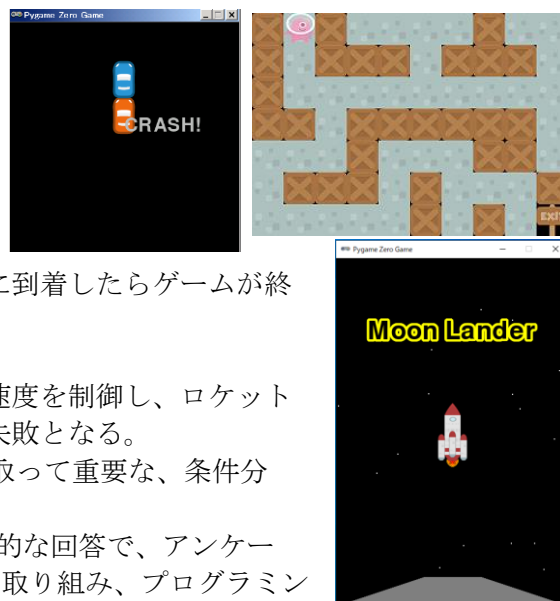 Pygame Zero Game
CRASH!
EXIT
に到着したらゲームが終
Pygame Zero Game
Moon Lander
速度を制御し、ロケット
失敗となる。
取って重要な、条件分
的な回答で、アンケー
取り組み、プログラミン